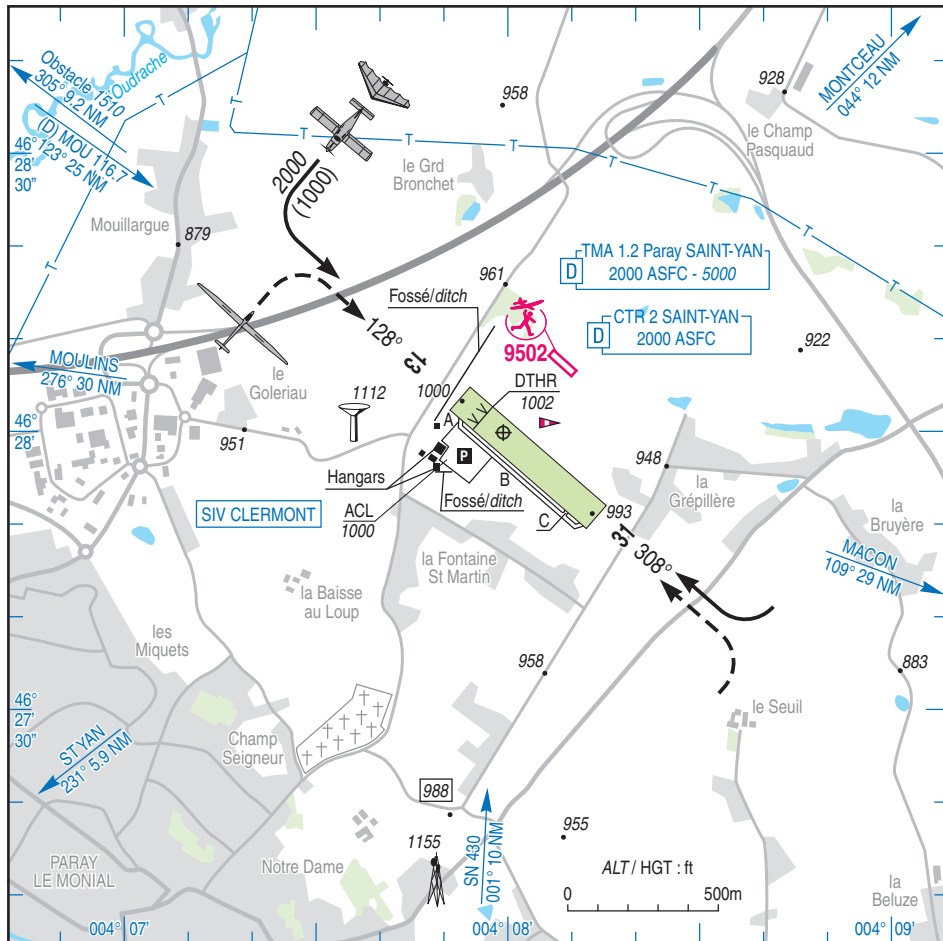 Obstacle 1510
305° 9.2 NM
Oudrache
(D) MOU 116.7
123° 25 NM
46°
28'
30"
T
T
T
T
T
T
T
T
958
928
MONTCEAU
044° 12 NM
le Champ
Pasquaud
le Grd
Bronchet
2000
(1000)
Mouillargue
879
961
Fossé/ditch
D
TMA 1.2 Paray SAINT-YAN
2000 ASFC - 5000
D
CTR 2 SAINT-YAN
2000 ASFC
9502
922
128°
13
MOULINS
276° 30 NM
le
Goleriau
1112
1000
DTHR
1002
46°
28'
951
A
P
B
C
Hangars
Fossé/ditch
ACL
1000
SIV CLERMONT
948
la
Grépillère
993
la
Bruyère
31
308°
MACON
109° 29 NM
la Fontaine
St Martin
la Baisse
au Loup
les
Miquets
958
883
46°
27'
30"
le Seuil
ST YAN
231° 5.9 NM
Champ
Seigneur
988
1155
SN 430
001° 10 NM
955
PARAY
LE MONIAL
Notre Dame
ALT / HGT : ft
0
500m
la
Beluze
004° 07'
004° 08'
004° 09'